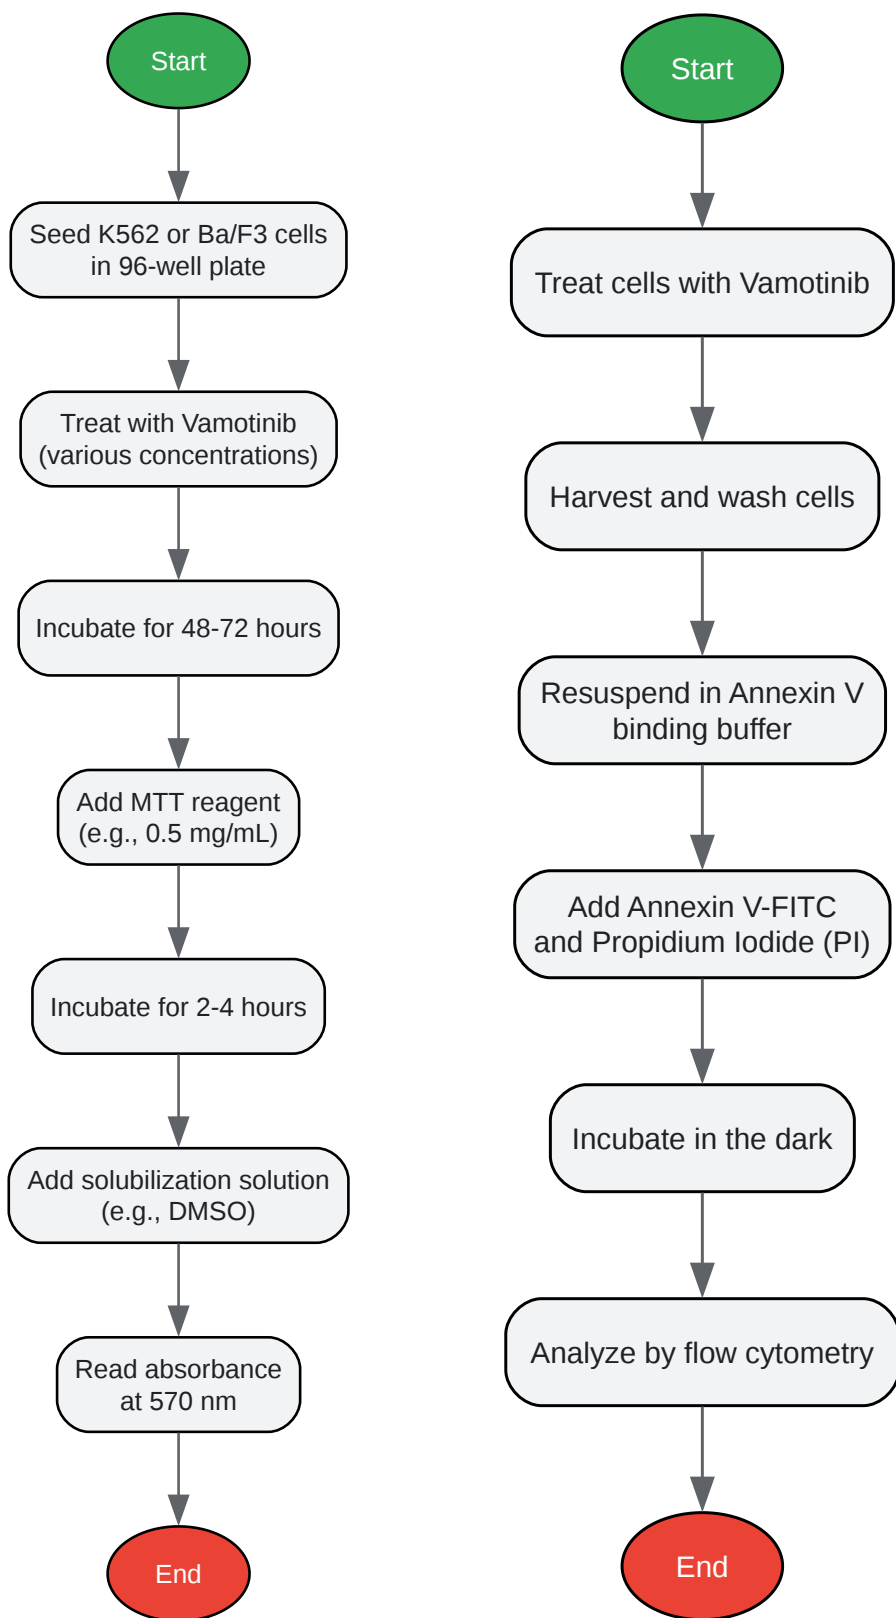 Start
Seed K562 or Ba/F3 cells
in 96-well plate
Treat with Vamotinib
(various concentrations)
Incubate for 48-72 hours
Add MTT reagent
(e.g., 0.5 mg/mL)
Incubate for 2-4 hours
Add solubilization solution
(e.g., DMSO)
Read absorbance
at 570 nm
End
Start
Treat cells with Vamotinib
Harvest and wash cells
Resuspend in Annexin V
binding buffer
Add Annexin V-FITC
and Propidium Iodide (PI)
Incubate in the dark
Analyze by flow cytometry
End